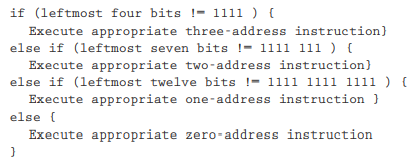 if (leftmost four bits != 1111 ) {
Execute appropriate three-address instruction}
else if (leftmost seven bits != 1111 111 ) {
Execute appropriate two-address instruction}
else if (leftmost twelve bits != 1111 1111 1111 ) {
Execute appropriate one-address instruction }
else {
Execute appropriate zero-address instruction
}